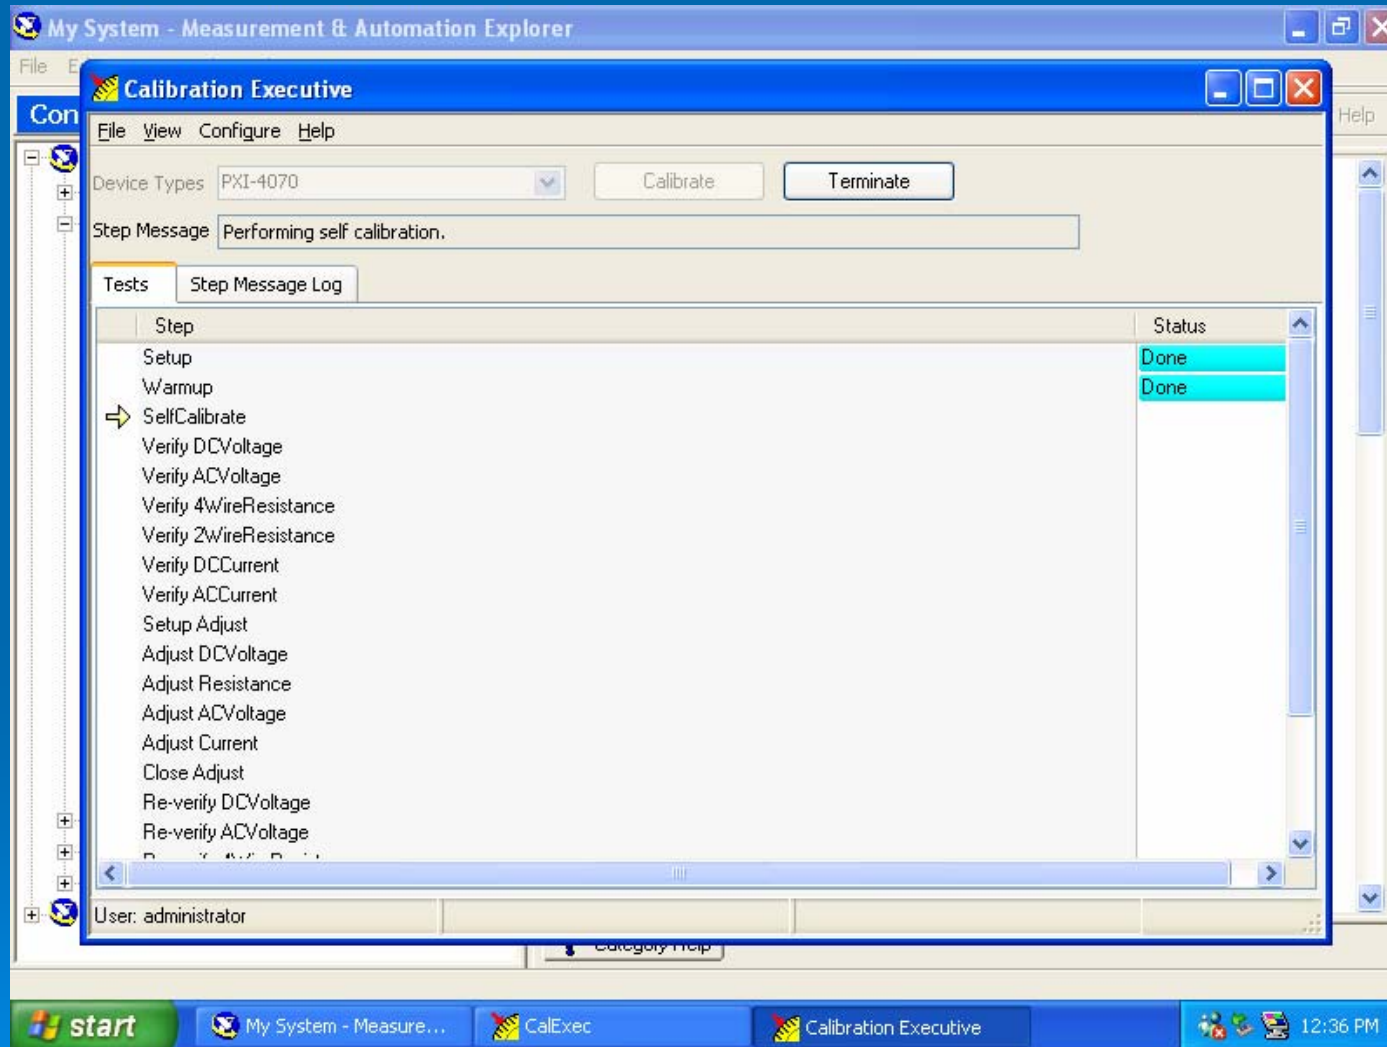 My System - Measurement & Automation Explorer
File E
Calibration Executive
Con
Help
File View Configure Help
Device Types PXI-4070 Calibrate Terminate
Step Message Performing self calibration.
Tests Step Message Log
Step Status
Setup Done
Warmup Done
SelfCalibrate
Verify DCVoltage
Verify ACVoltage
Verify 4WireResistance
Verify 2WireResistance
Verify DCCurrent
Verify ACCurrent
Setup Adjust
Adjust DCVoltage
Adjust Resistance
Adjust ACVoltage
Adjust Current
Close Adjust
Re-verify DCVoltage
Re-verify ACVoltage
User: administrator
Category Help
start My System - Measure... CalExec Calibration Executive 12:36 PM